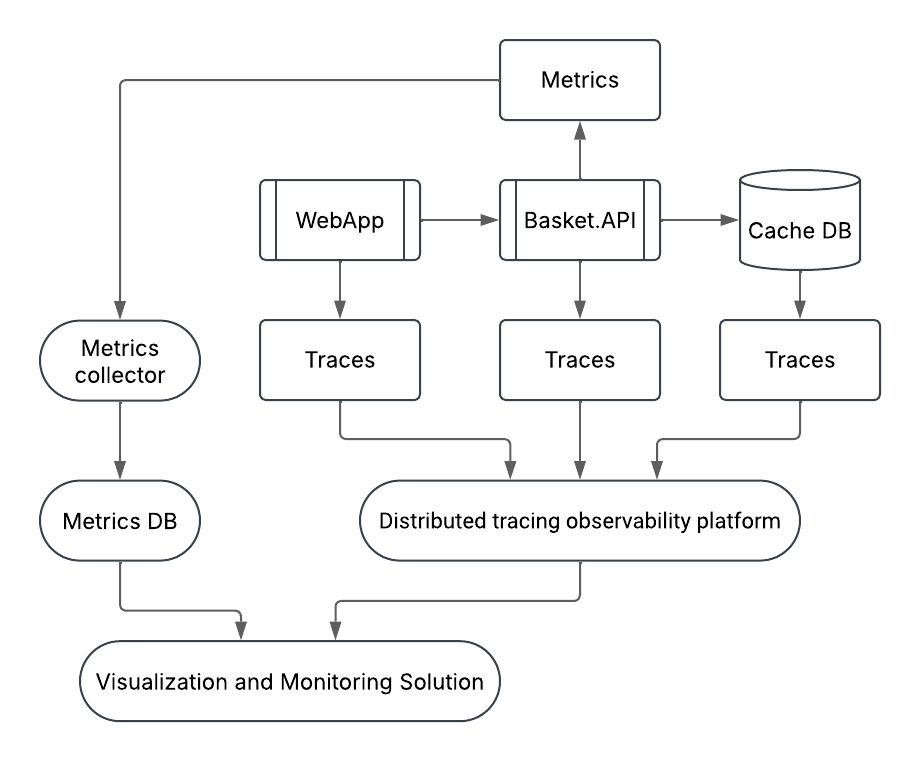 Metrics
WebApp
Basket.API
Cache DB
Metrics
collector
Traces
Traces
Traces
Metrics DB
Distributed tracing observability platform
Visualization and Monitoring Solution